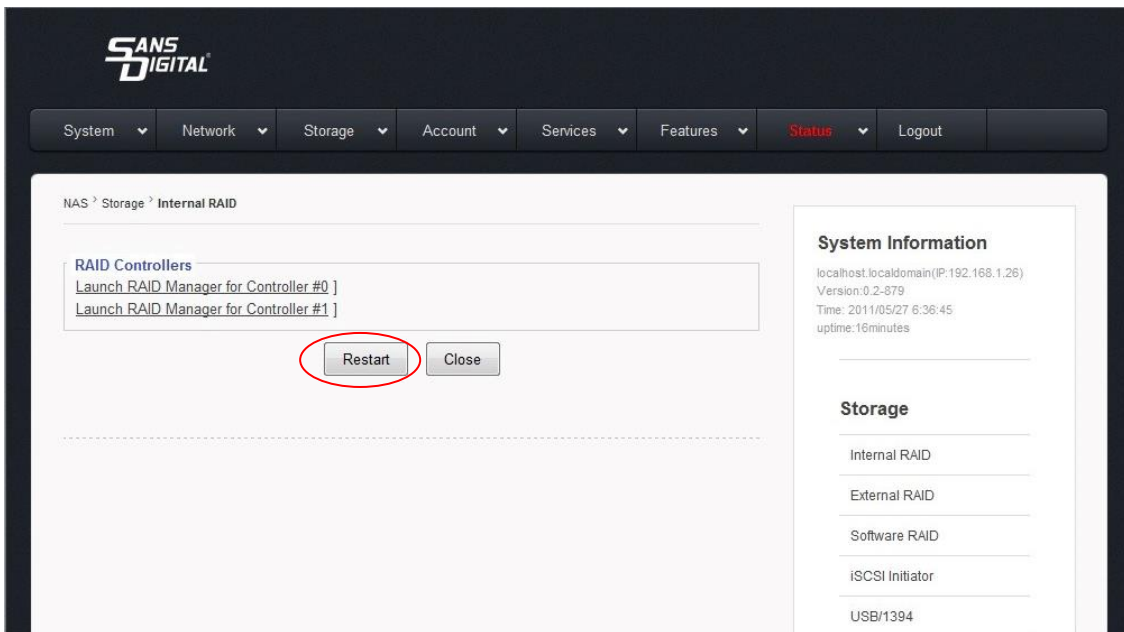 SANS
DIGITAL®
System Network Storage Account Services Features Status Logout
NAS > Storage > Internal RAID
RAID Controllers
Launch RAID Manager for Controller #0 ]
Launch RAID Manager for Controller #1 ]
Restart Close
System Information
localhost.localdomain(IP:192.168.1.26)
Version:0.2-879
Time: 2011/05/27 6:36:45
uptime:16minutes
Storage
Internal RAID
External RAID
Software RAID
iSCSI Initiator
USB/1394